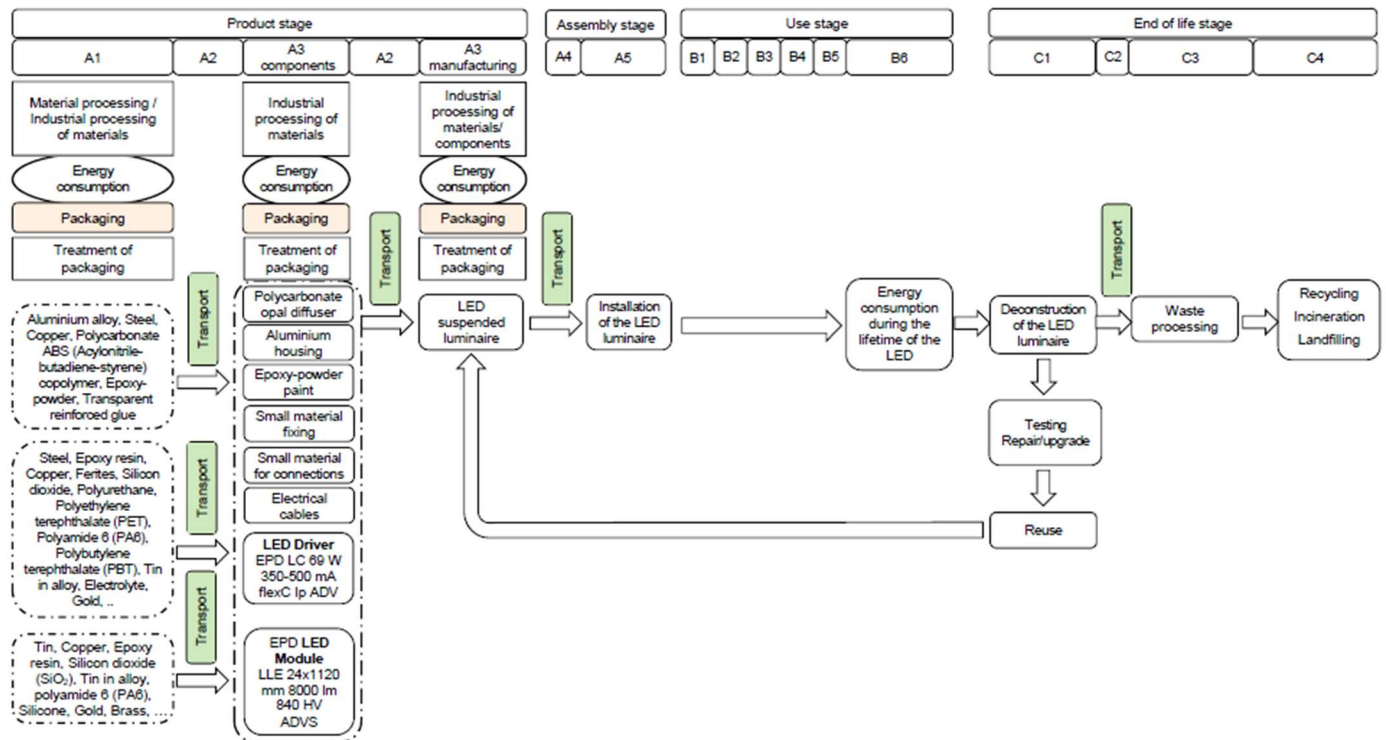 Product stage
Assembly stage
Use stage
End of life stage
A1
A2
A3
components
A2
A3
manufacturing
A4
A5
B1
B2
B3
B4
B5
B6
C1
C2
C3
C4
Material processing /
Industrial processing
of materials
Energy
consumption
Packaging
Treatment of
packaging
Industrial
processing of
materials
Energy
consumption
Packaging
Treatment of
packaging
Industrial
processing of
materials/
components
Energy
consumption
Packaging
Treatment of
packaging
Transport
Transport
Transport
Transport
Transport
Transport
Aluminium alloy, Steel,
Copper, Polycarbonate
ABS (Acylonitrile-
butadiene-styrene)
copolymer, Epoxy-
powder, Transparent
reinforced glue
Steel, Epoxy resin,
Copper, Ferites, Silicon
dioxide, Polyurethane,
Polyethylene
terephthalate (PET),
Polyamide 6 (PA6),
Polybutylene
terephthalate (PBT), Tin
in alloy, Electrolyte,
Gold, ..
Tin, Copper, Epoxy
resin, Silicon dioxide
(SiO₂), Tin in alloy,
polyamide 6 (PA6),
Silicone, Gold, Brass, ...
Polycarbonate
opal diffuser
Aluminium
housing
Epoxy-powder
paint
Small material
fixing
Small material
for connections
Electrical
cables
LED Driver
EPD LC 69 W
350-500 mA
flexC lp ADV
EPD LED
Module
LLE 24x1120
mm 8000 lm
840 HV
ADVS
LED
suspended
luminaire
Installation
of the LED
luminaire
Energy
consumption
during the
lifetime of the
LED
Deconstruction
of the LED
luminaire
Waste
processing
Recycling
Incineration
Landfilling
Testing
Repair/upgrade
Reuse